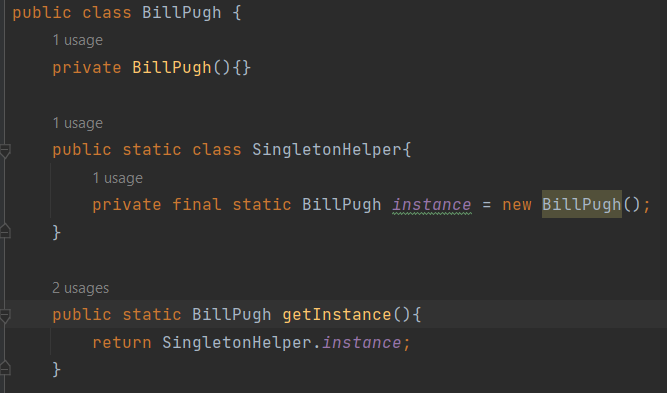 public class BillPugh {
1 usage
private BillPugh(){}
1 usage
public static class SingletonHelper{
1 usage
private final static BillPugh instance = new BillPugh();
}
2 usages
public static BillPugh getInstance(){
return SingletonHelper.instance;
}